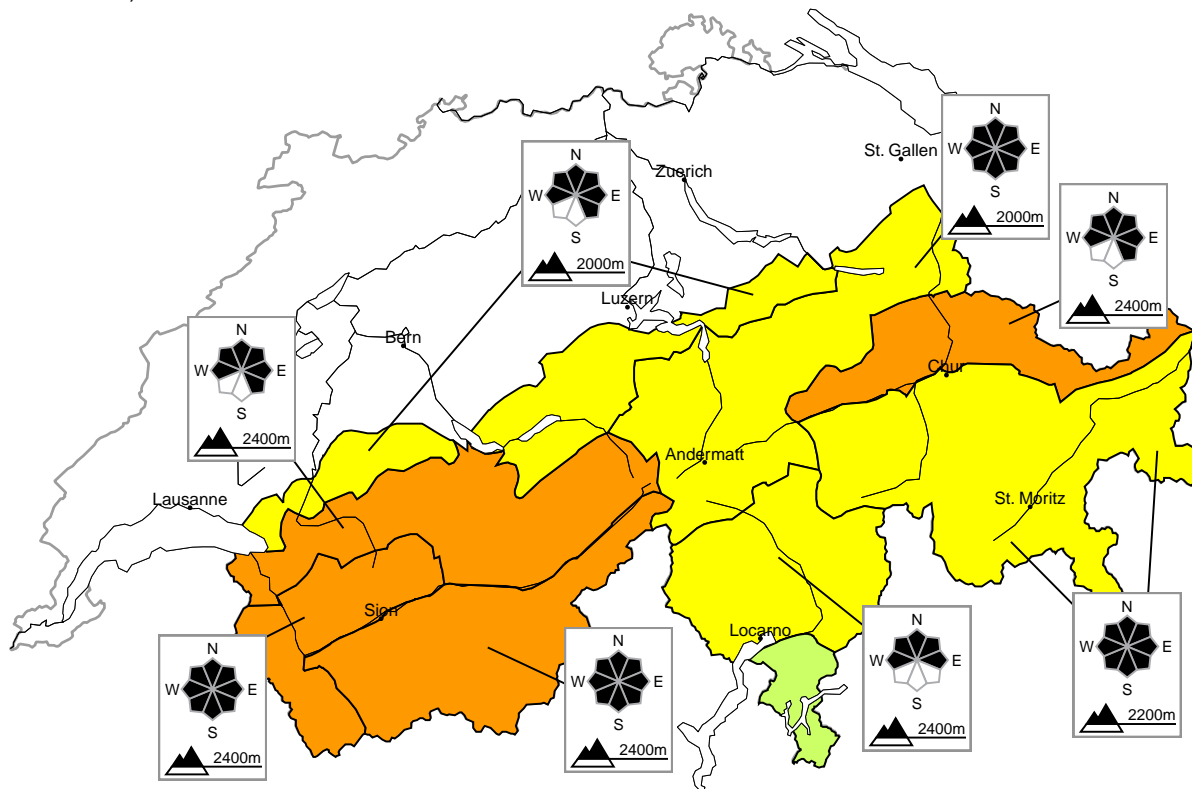 St. Gallen
N
W E
S
2000m
Zuerich
N
W E
S
2000m
N
W E
S
2400m
Luzern
Bern
N
W E
S
2400m
Chur
Andermatt
Lausanne
St. Moritz
Sion
Locarno
N
W E
S
2400m
N
W E
S
2400m
N
W E
S
2400m
N
W E
S
2200m